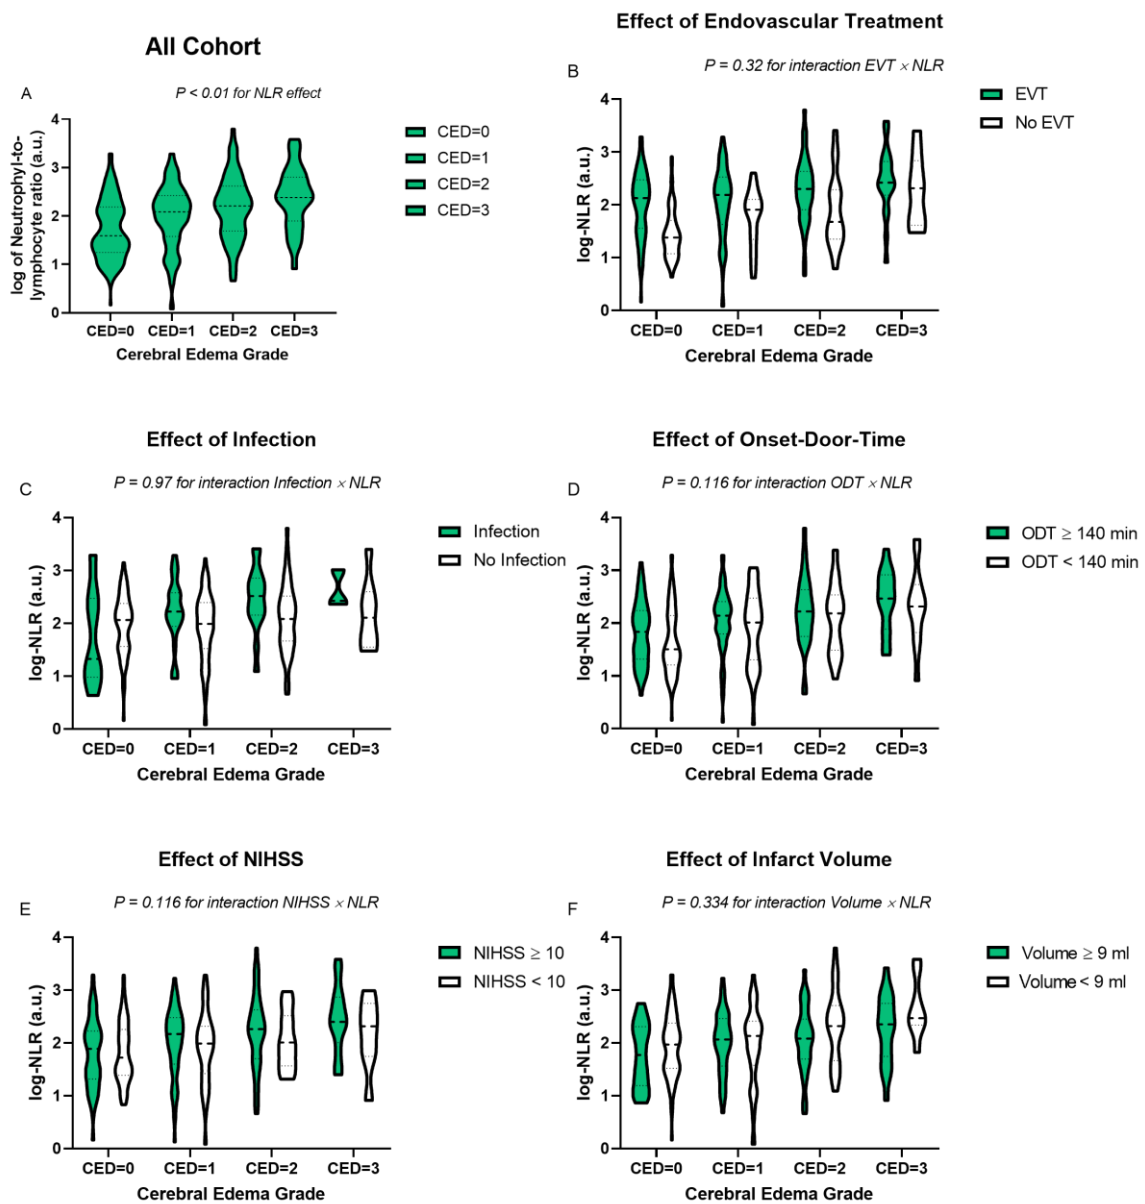 All Cohort
A
P < 0.01 for NLR effect
log of Neutrophyl-to-
lymphocyte ratio (a.u.)
4
3
2
1
0
CED=0
CED=1
CED=2
CED=3
Cerebral Edema Grade
CED=0
CED=1
CED=2
CED=3
Effect of Endovascular Treatment
B
P = 0.32 for interaction EVT × NLR
log-NLR (a.u.)
4
3
2
1
0
CED=0
CED=1
CED=2
CED=3
Cerebral Edema Grade
EVT
No EVT
Effect of Infection
C
P = 0.97 for interaction Infection × NLR
log-NLR (a.u.)
4
3
2
1
0
CED=0
CED=1
CED=2
CED=3
Cerebral Edema Grade
Infection
No Infection
Effect of Onset-Door-Time
D
P = 0.116 for interaction ODT × NLR
log-NLR (a.u.)
4
3
2
1
0
CED=0
CED=1
CED=2
CED=3
Cerebral Edema Grade
ODT ≥ 140 min
ODT < 140 min
Effect of NIHSS
E
P = 0.116 for interaction NIHSS × NLR
log-NLR (a.u.)
4
3
2
1
0
CED=0
CED=1
CED=2
CED=3
Cerebral Edema Grade
NIHSS ≥ 10
NIHSS < 10
Effect of Infarct Volume
F
P = 0.334 for interaction Volume × NLR
log-NLR (a.u.)
4
3
2
1
0
CED=0
CED=1
CED=2
CED=3
Cerebral Edema Grade
Volume ≥ 9 ml
Volume < 9 ml